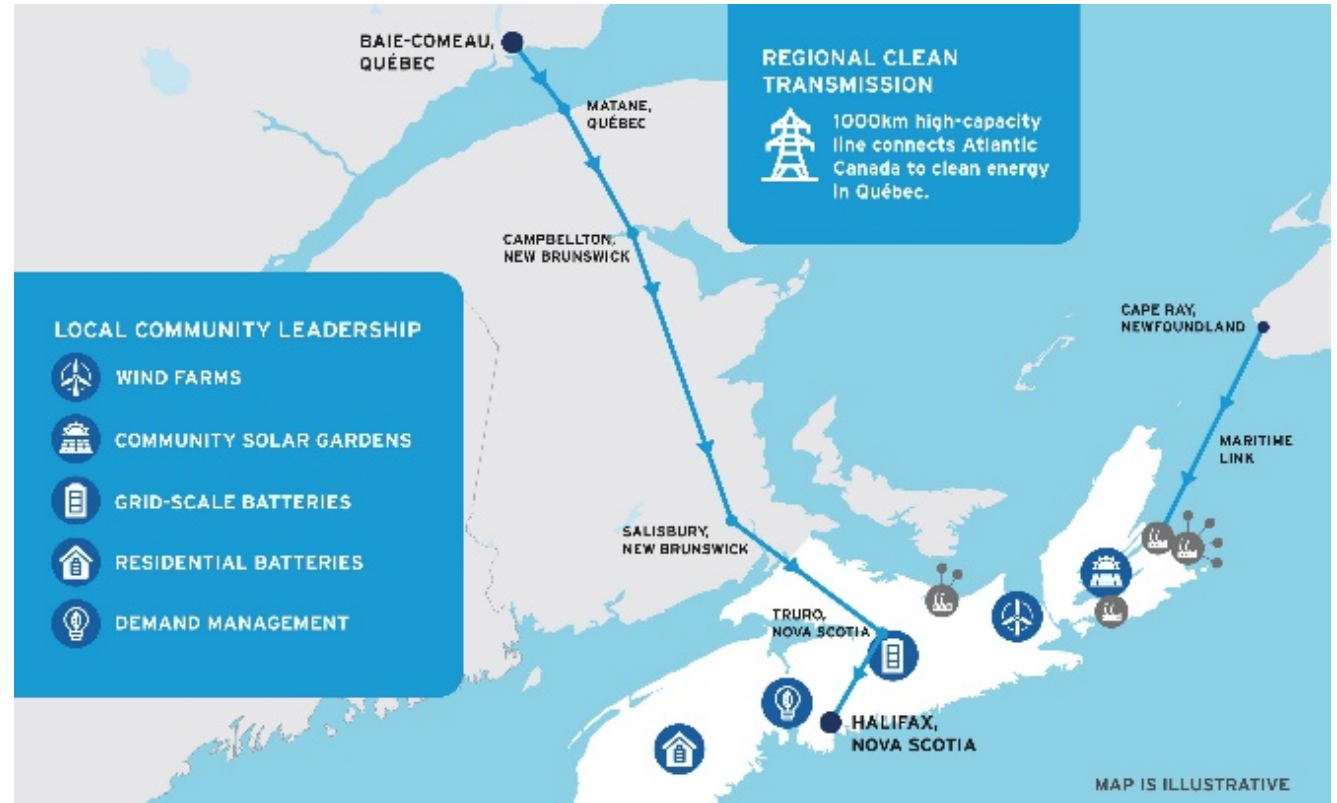 BAIE-COMEAU,
QUÉBEC
MATANE,
QUÉBEC
REGIONAL CLEAN
TRANSMISSION
1000km high-capacity
line connects Atlantic
Canada to clean energy
in Québec.
CAMPBELLTON,
NEW BRUNSWICK
LOCAL COMMUNITY LEADERSHIP
WIND FARMS
COMMUNITY SOLAR GARDENS
GRID-SCALE BATTERIES
RESIDENTIAL BATTERIES
DEMAND MANAGEMENT
CAPE RAY,
NEWFOUNDLAND
MARITIME
LINK
SALISBURY,
NEW BRUNSWICK
TRURO,
NOVA SCOTIA
HALIFAX,
NOVA SCOTIA
MAP IS ILLUSTRATIVE